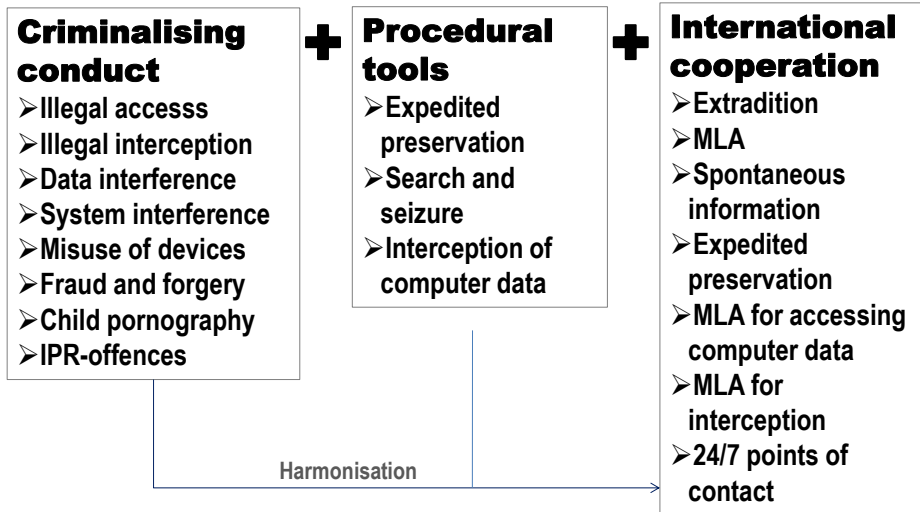 Criminalising
conduct
➢Illegal accesss
➢Illegal interception
➢Data interference
➢System interference
➢Misuse of devices
➢Fraud and forgery
➢Child pornography
➢IPR-offences
+
Procedural
tools
➢Expedited
preservation
➢Search and
seizure
➢Interception of
computer data
+
International
cooperation
➢Extradition
➢MLA
➢Spontaneous
information
➢Expedited
preservation
➢MLA for accessing
computer data
➢MLA for
interception
➢24/7 points of
contact
Harmonisation